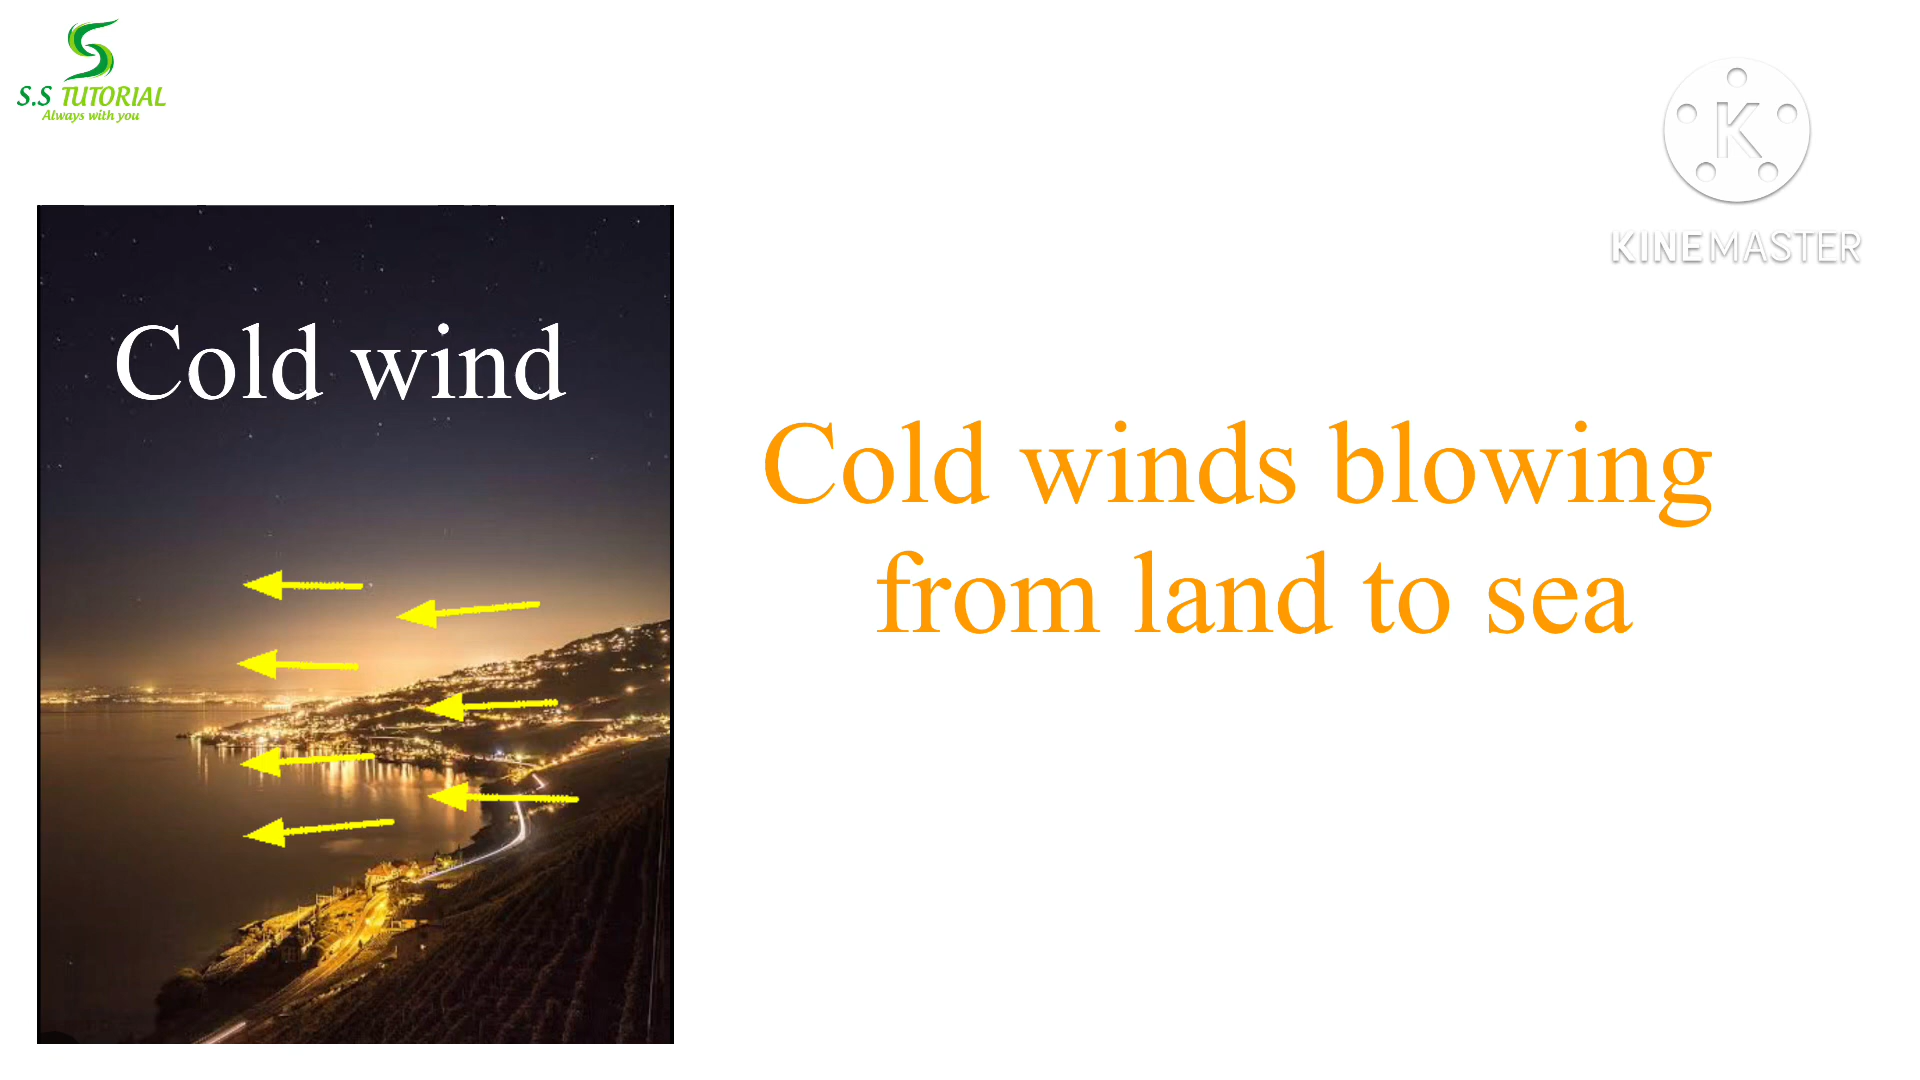 S.S TUTORIAL
Always with you
K
KINEMASTER
Cold wind
Cold winds blowing
from land to sea